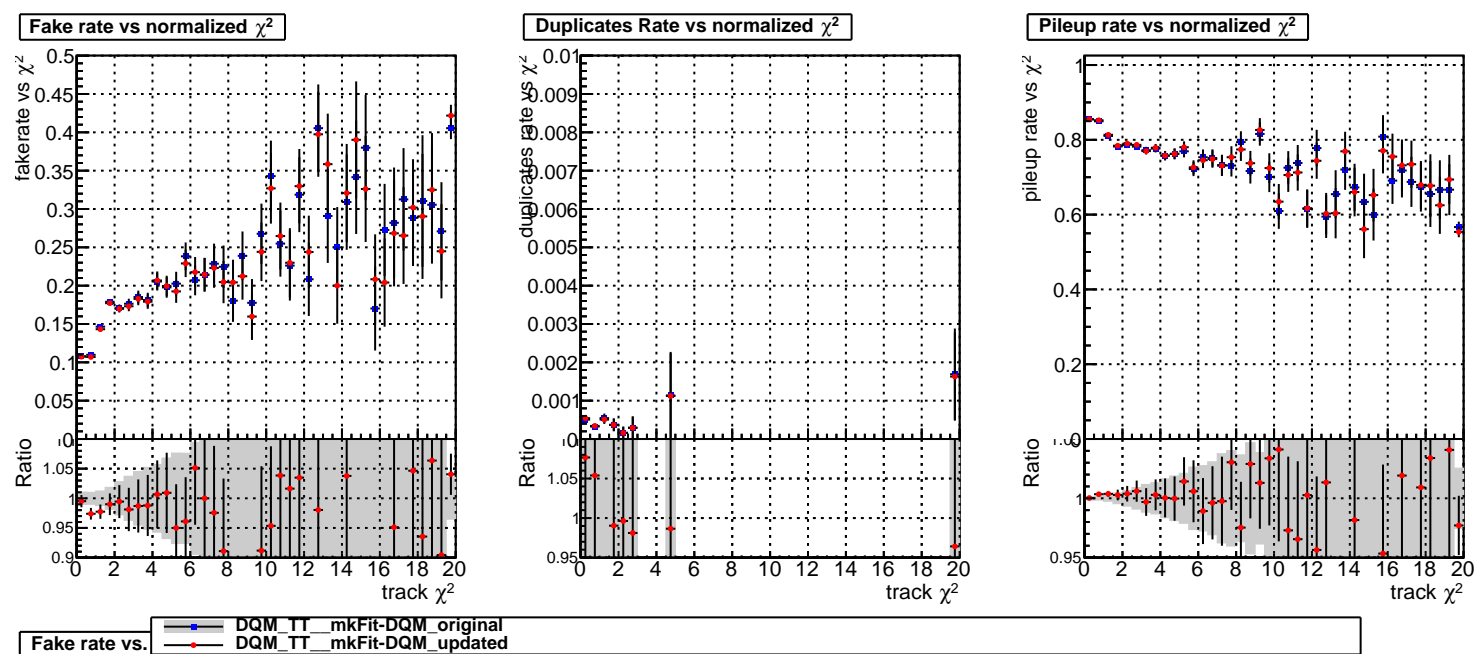 Fake rate vs normalized χ²
Duplicates Rate vs normalized χ²
Pileup rate vs normalized χ²
fakerate vs χ²
0.5
0.45
0.4
0.35
0.3
0.25
0.2
0.15
0.1
0.05
0
Ratio
1.05
1
0.95
0.9
0 2 4 6 8 10 12 14 16 18 20
track χ²
duplicates rate vs χ²
0.01
0.009
0.008
0.007
0.006
0.005
0.004
0.003
0.002
0.001
0
Ratio
1.05
1
0.95
0 2 4 6 8 10 12 14 16 18 20
track χ²
pileup rate vs χ²
1
0.8
0.6
0.4
0.2
Ratio
1
0.95
0 2 4 6 8 10 12 14 16 18 20
track χ²
Fake rate vs.
DQM_TT__mkFit-DQM_original
DQM_TT__mkFit-DQM_updated